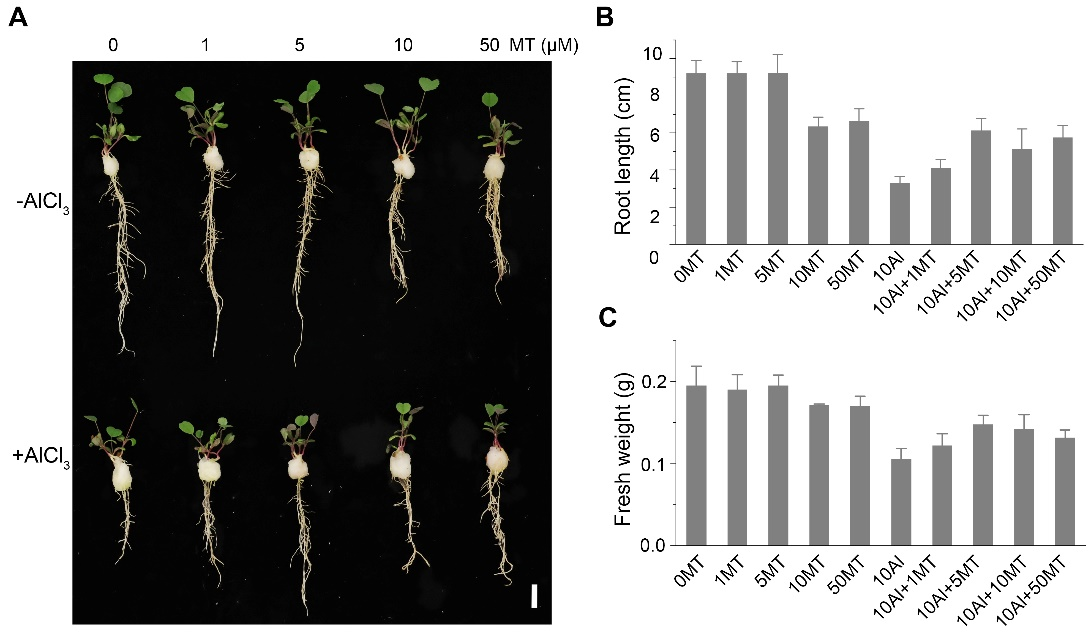 A
0 1 5 10 50 MT (μM)
-AlCl3
+AlCl3
B
Root length (cm)
10
8
6
4
2
0
0MT 1MT 5MT 10MT 50MT 10Al 10Al+1MT 10Al+5MT 10Al+10MT 10Al+50MT
C
Fresh weight (g)
0.2
0.1
0.0
0MT 1MT 5MT 10MT 50MT 10Al 10Al+1MT 10Al+5MT 10Al+10MT 10Al+50MT